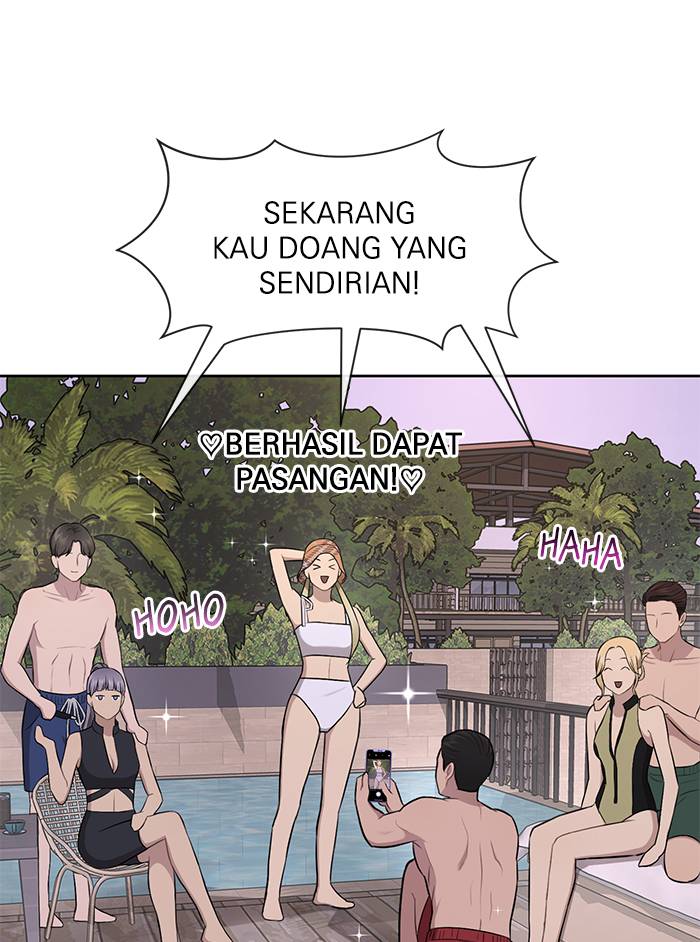 SEKARANG
KAU DOANG YANG
SENDIRIAN!
♡BERHASIL DAPAT
PASANGAN!♡
HAHA
HOHO